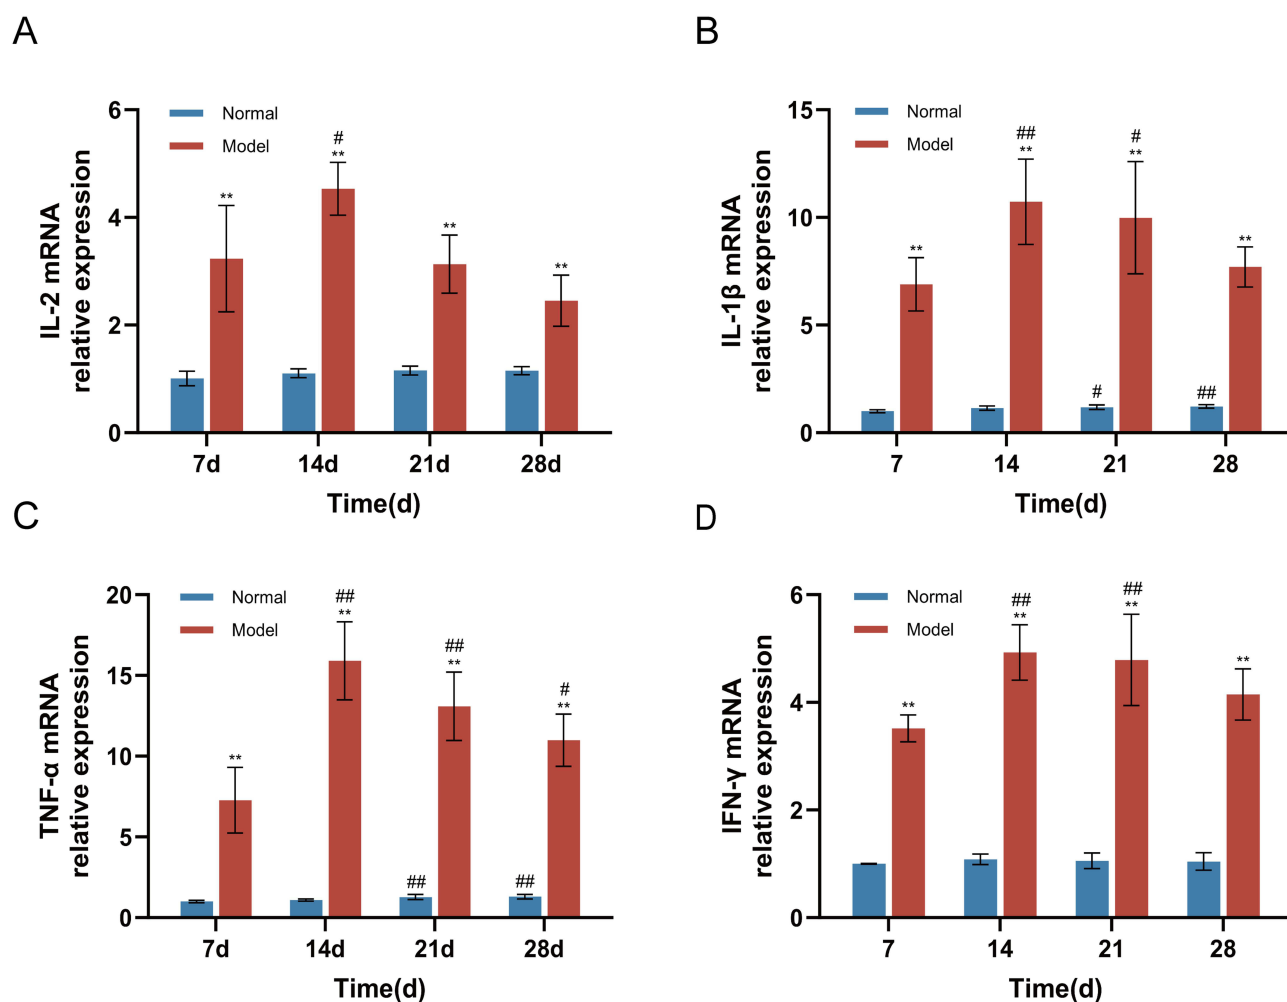 A
IL-2 mRNA
relative expression
6
4
2
0
Normal
Model
**
#
**
**
**
7d 14d 21d 28d
Time(d)
B
IL-1β mRNA
relative expression
15
10
5
0
Normal
Model
**
##
**
#
**
**
# ##
7 14 21 28
Time(d)
C
TNF-α mRNA
relative expression
20
15
10
5
0
Normal
Model
**
##
**
##
**
#
**
## ##
7d 14d 21d 28d
Time(d)
D
IFN-γ mRNA
relative expression
6
4
2
0
Normal
Model
**
##
**
##
**
**
7 14 21 28
Time(d)